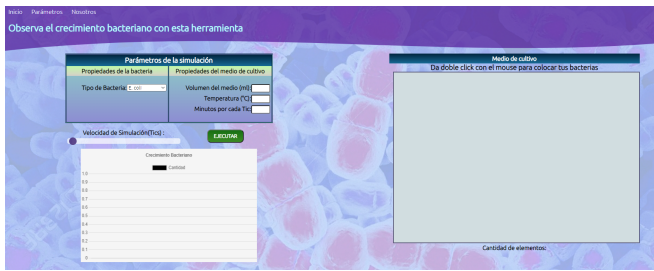 Inicio Parámetros Nosotros
Observa el crecimiento bacteriano con esta herramienta
Parámetros de la simulación
Propiedades de la bacteria Propiedades del medio de cultivo
Tipo de Bacteria: E. coli
Volumen del medio (ml):
Temperatura (°C):
Minutos por cada Tic:
Velocidad de Simulación(Tics) :
EJECUTAR
Crecimiento Bacteriano
Cantidad
1.0
0.9
0.8
0.7
0.6
0.5
0.4
0.3
0.2
0.1
0
Medio de cultivo
Da doble click con el mouse para colocar tus bacterias
Cantidad de elementos: